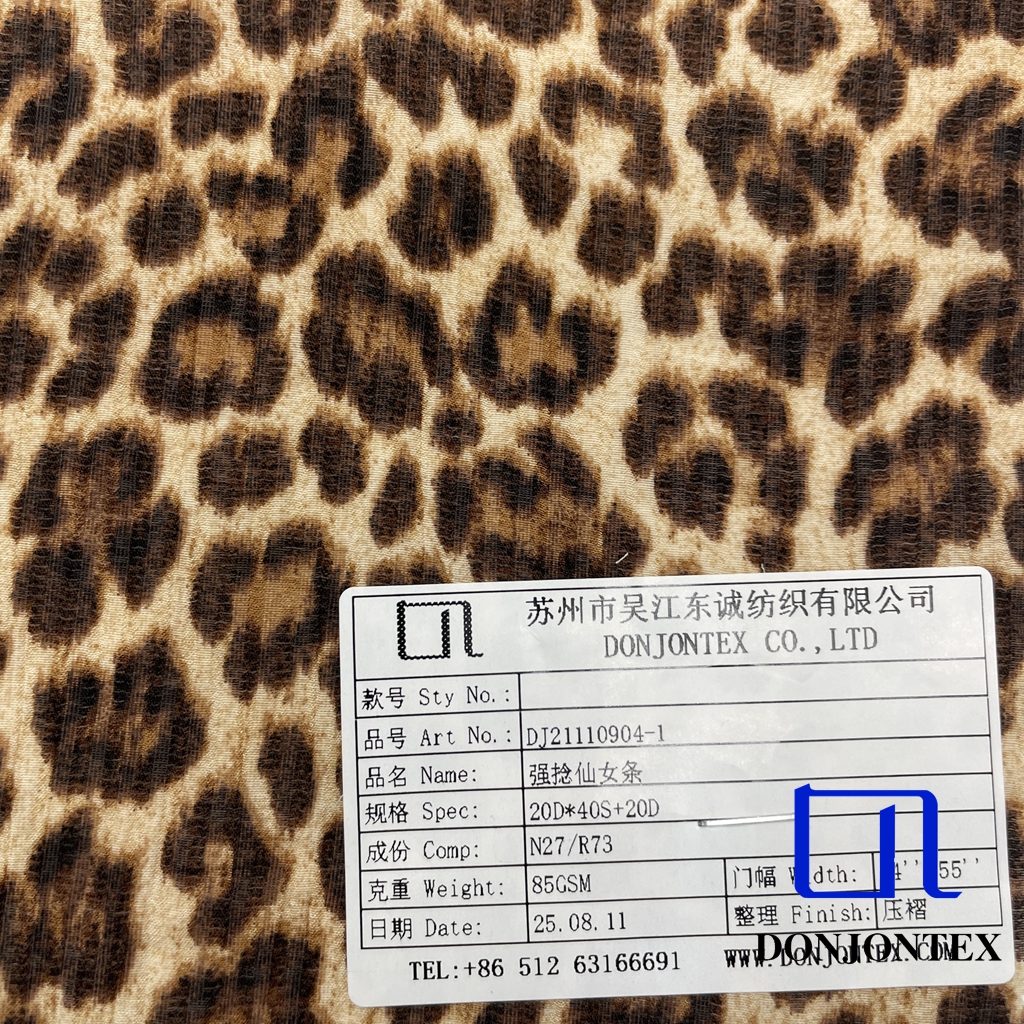 苏州市吴江东诚纺织有限公司
DONJONTEX CO.,LTD
款号 Sty No.:
品号 Art No.: DJ21110904-1
品名 Name: 强捻仙女条
规格 Spec: 20D*40S+20D
成份 Comp: N27/R73
克重 Weight: 85GSM 门幅 55''
日期 Date: 25.08.11 整理 Finish: 压褶
TEL:+86 512 63166691 WWW.DONJONTEX.COM
DONJONTEX